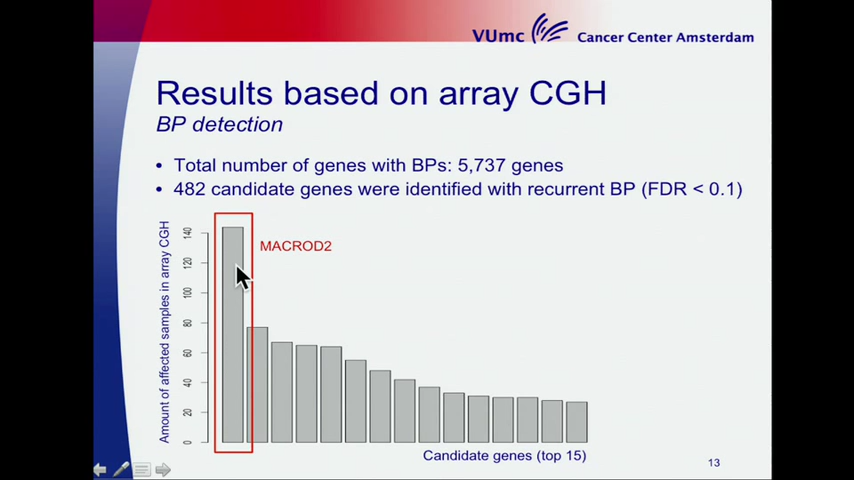 VUmc Cancer Center Amsterdam
Results based on array CGH
BP detection
• Total number of genes with BPs: 5,737 genes
• 482 candidate genes were identified with recurrent BP (FDR < 0.1)
MACROD2
Amount of affected samples in array CGH
140
120
100
80
60
40
20
0
Candidate genes (top 15)
13